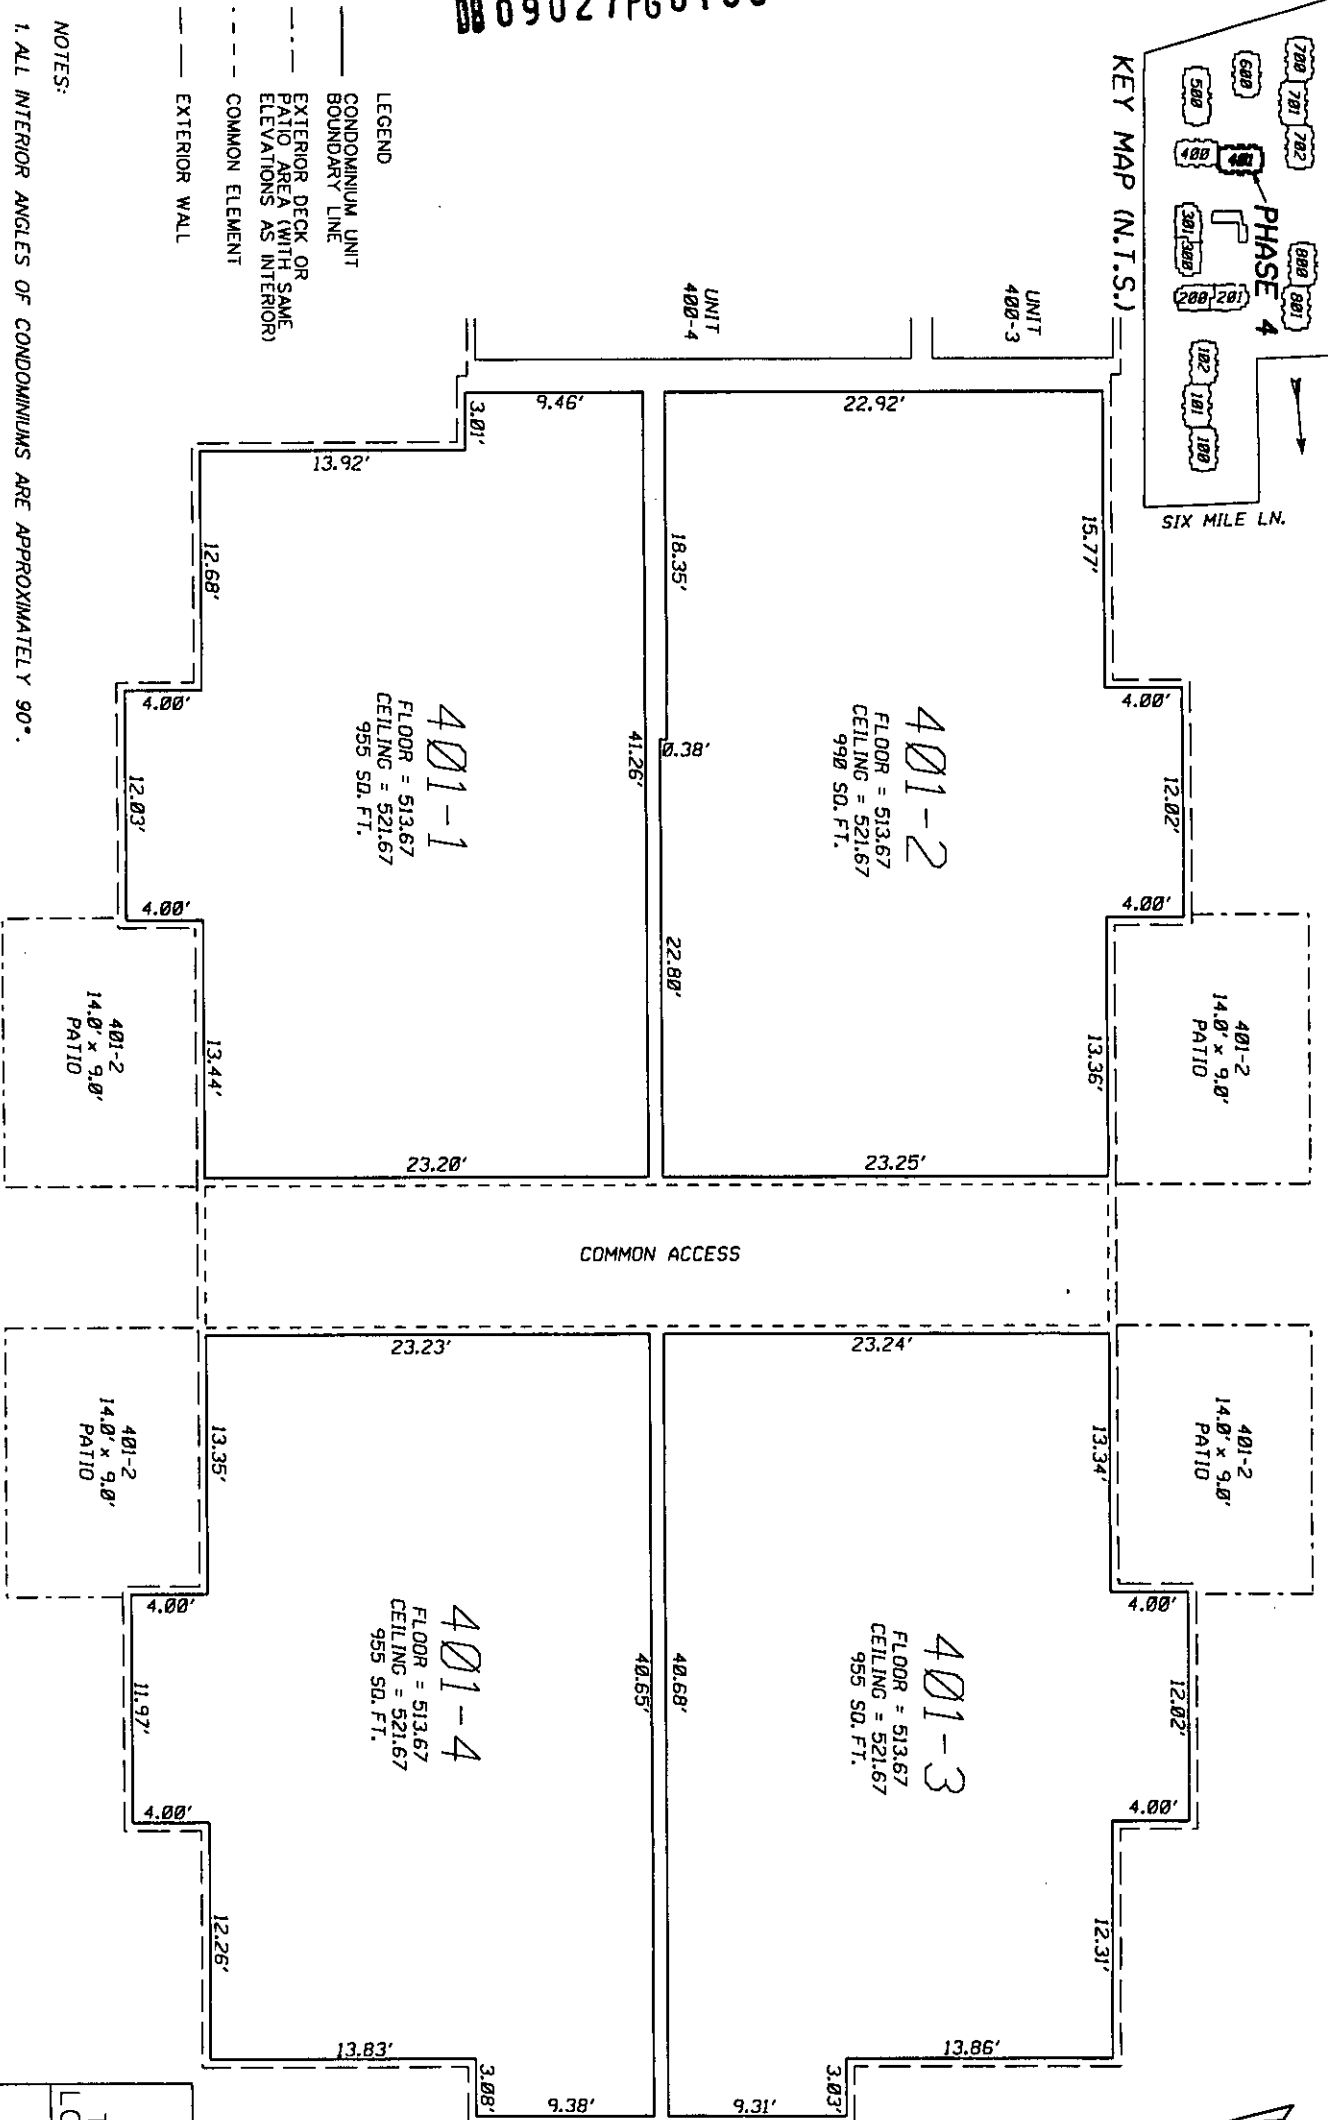 KEY MAP (N.T.S.)
PHASE 4
700
701
702
600
500
400
401
301
300
200
201
800
801
102
101
100
SIX MILE LN.
LEGEND
CONDOMINIUM UNIT
BOUNDARY LINE
EXTERIOR DECK OR
PATIO AREA (WITH SAME
ELEVATIONS AS INTERIOR)
COMMON ELEMENT
EXTERIOR WALL
NOTES:
1. ALL INTERIOR ANGLES OF CONDOMINIUMS ARE APPROXIMATELY 90°.
UNIT
400-3
UNIT
400-4
401-2
FLOOR = 513.67
CEILING = 521.67
990 SQ. FT.
22.92'
15.77'
4.00'
12.02'
4.00'
13.36'
23.25'
22.80'
0.38'
18.35'
401-2
14.0' x 9.0'
PATIO
401-1
FLOOR = 513.67
CEILING = 521.67
955 SQ. FT.
9.46'
3.01'
13.92'
12.68'
4.00'
12.03'
4.00'
13.44'
23.20'
41.26'
401-2
14.0' x 9.0'
PATIO
COMMON ACCESS
401-3
FLOOR = 513.67
CEILING = 521.67
955 SQ. FT.
23.24'
13.34'
4.00'
12.02'
4.00'
12.31'
13.86'
3.03'
9.31'
40.68'
401-2
14.0' x 9.0'
PATIO
401-4
FLOOR = 513.67
CEILING = 521.67
955 SQ. FT.
23.23'
13.35'
4.00'
11.97'
4.00'
12.26'
13.83'
3.08'
9.38'
40.65'
401-2
14.0' x 9.0'
PATIO